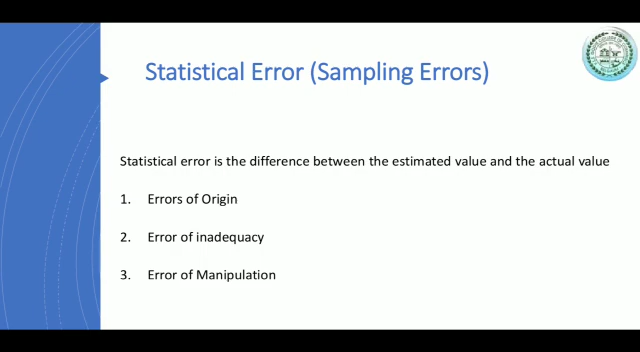 Statistical Error (Sampling Errors)
Statistical error is the difference between the estimated value and the actual value
1. Errors of Origin
2. Error of inadequacy
3. Error of Manipulation